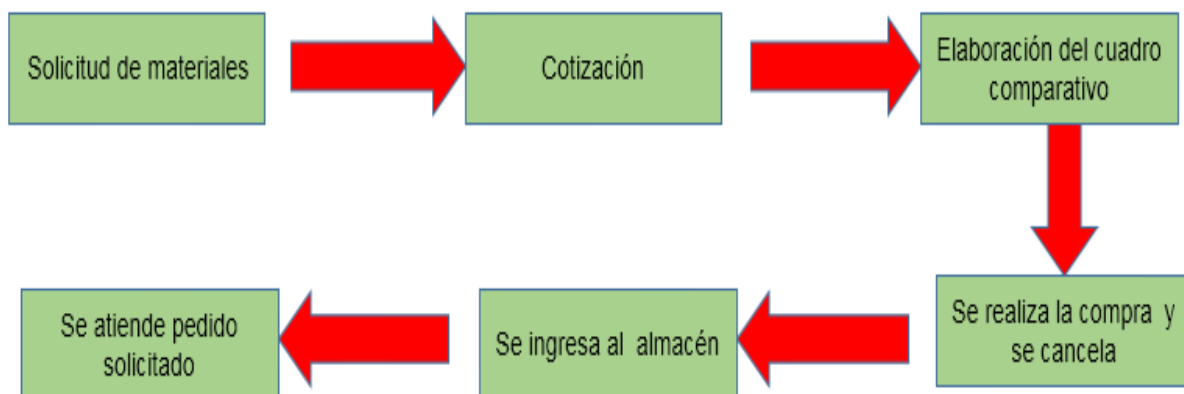 Solicitud de materiales
Cotización
Elaboración del cuadro
comparativo
Se realiza la compra y
se cancela
Se ingresa al almacén
Se atiende pedido
solicitado